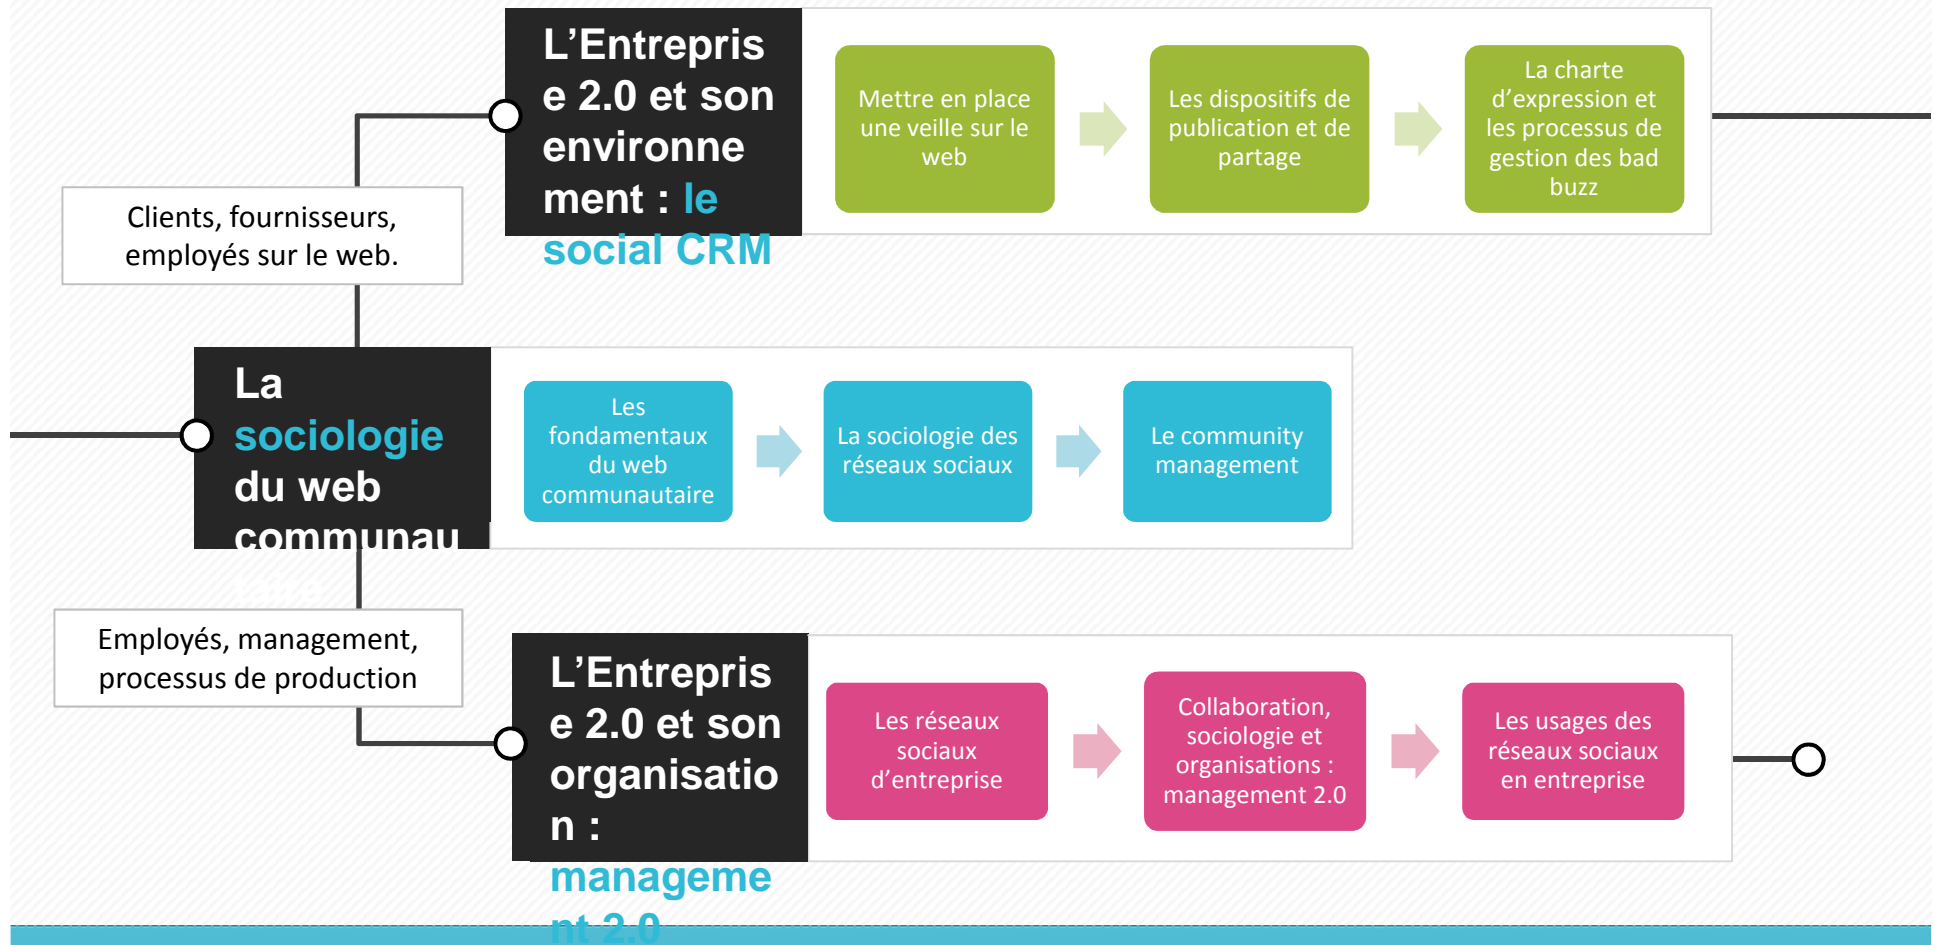 L’Entrepris
e 2.0 et son
environne
ment : le
social CRM
Mettre en place
une veille sur le
web
Les dispositifs de
publication et de
partage
La charte
d’expression et
les processus de
gestion des bad
buzz
Clients, fournisseurs,
employés sur le web.
La
sociologie
du web
communau
taire
Les
fondamentaux
du web
communautaire
La sociologie des
réseaux sociaux
Le community
management
Employés, management,
processus de production
L’Entrepris
e 2.0 et son
organisatio
n :
manageme
nt 2.0
Les réseaux
sociaux
d’entreprise
Collaboration,
sociologie et
organisations :
management 2.0
Les usages des
réseaux sociaux
en entreprise